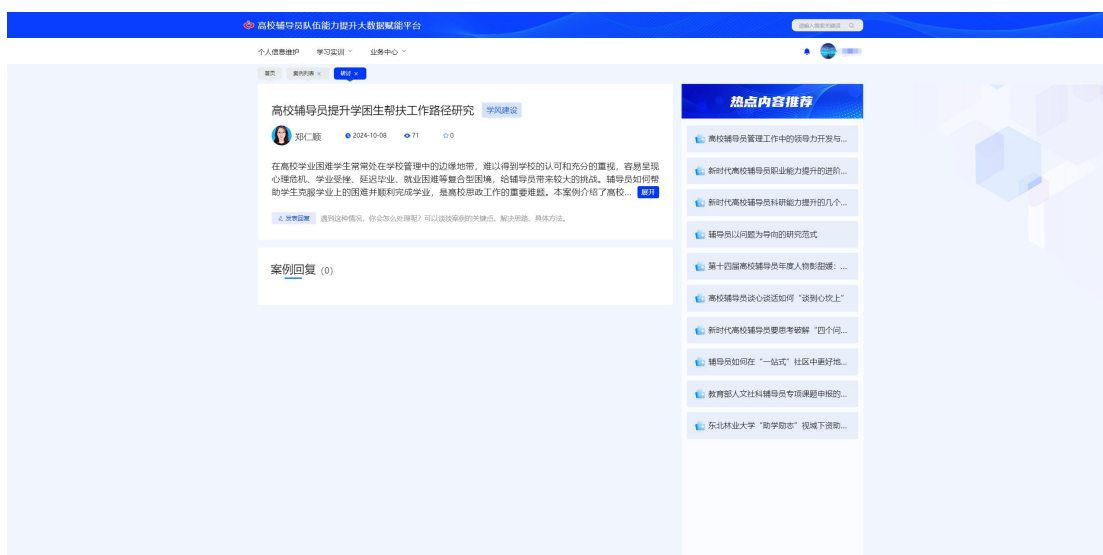 高校辅导员队伍能力提升大数据赋能平台
请输入搜索关键词
个人信息维护 学习实训 业务中心
首页 案例列表 × 研讨 ×
高校辅导员提升学困生帮扶工作路径研究 学风建设
郑仁顺 2024-10-06 71 0
在高校学业困难学生常常处在学校管理中的边缘地带，难以得到学校的认可和充分的重视，容易呈现
心理危机、学业受挫、延迟毕业、就业困难等复合型困境，给辅导员带来较大的挑战。辅导员如何帮
助学生克服学业上的困难并顺利完成学业，是高校思政工作的重要难题。本案例介绍了高校... 展开
发表回复 遇到这种情况，你会怎么处理呢？可以谈谈案例的关键点、解决思路、具体方法。
案例回复 (0)
热点内容推荐
高校辅导员管理工作中的领导力开发与...
新时代高校辅导员职业能力提升的进阶...
新时代高校辅导员科研能力提升的几个...
辅导员以问题为导向的研究范式
第十四届高校辅导员年度人物彭甜媛：...
高校辅导员谈心谈话如何“谈到心坎上”
新时代高校辅导员要思考破解“四个问...
辅导员如何在“一站式”社区中更好地...
教育部人文社科辅导员专项课题申报的...
东北林业大学“助学励志”视域下资助...